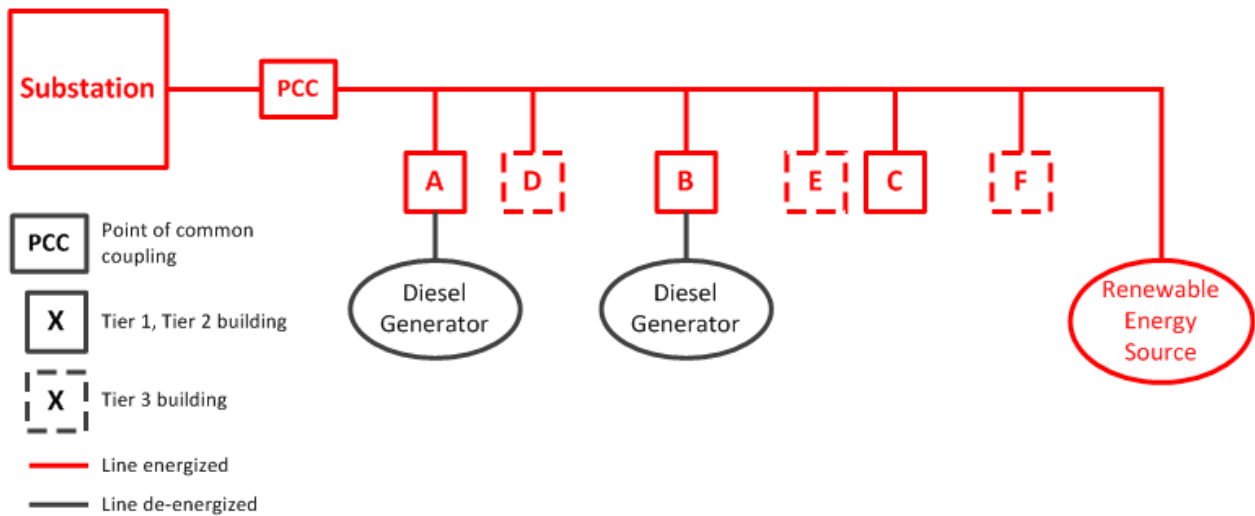 Substation
PCC
A
D
B
E
C
F
Diesel
Generator
Diesel
Generator
Renewable
Energy
Source
PCC
Point of common
coupling
X
Tier 1, Tier 2 building
X
Tier 3 building
Line energized
Line de-energized